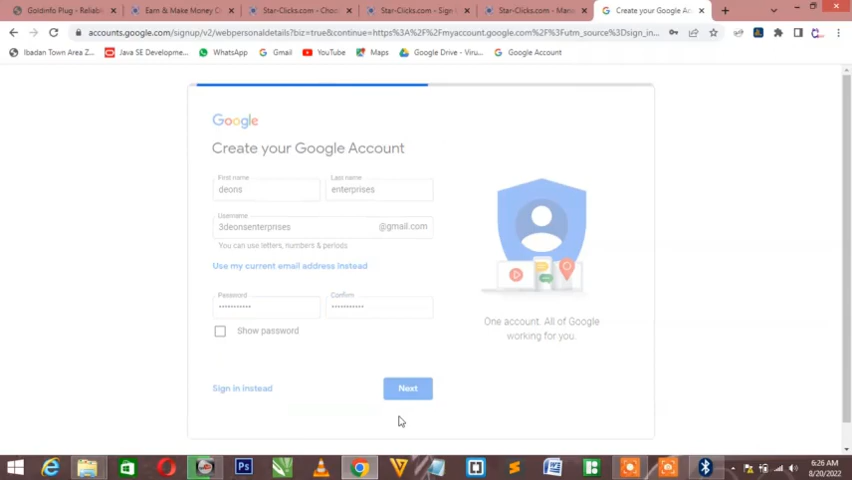 Goldinfo Plug - Reliabl
Earn & Make Money C
Star-Clicks.com - Choo
Star-Clicks.com - Sign
Star-Clicks.com - Man
Create your Google Ac
accounts.google.com/signup/v2/webpersonaldetails?biz=true&continue=https%3A%2F%2Fmyaccount.google.com%2F%3Futm_source%3Dsign_in...
Ibadan Town Area Z...
Java SE Developme...
WhatsApp
Gmail
YouTube
Maps
Google Drive - Viru...
Google Account
Google
Create your Google Account
First name
Last name
deons
enterprises
Username
3deonsenterprises
@gmail.com
You can use letters, numbers & periods
Use my current email address instead
Password
Confirm
Show password
One account. All of Google
working for you.
Sign in instead
Next
6:26 AM
8/20/2022